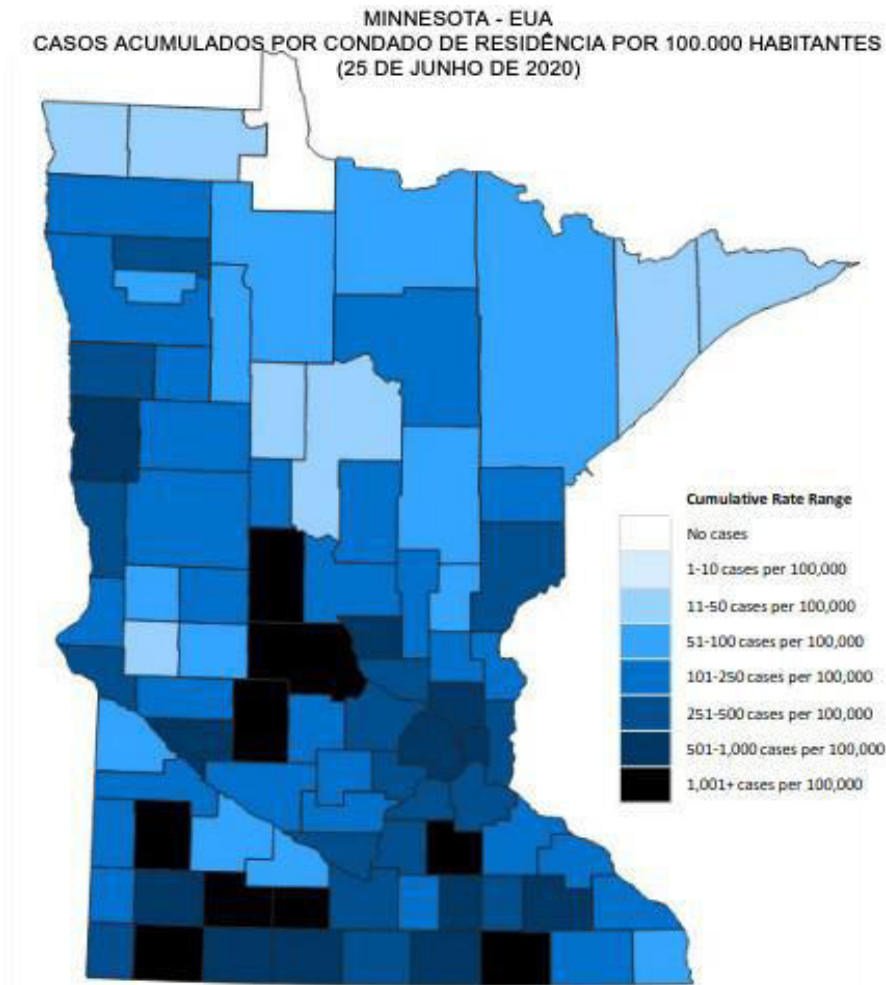 MINNESOTA - EUA
CASOS ACUMULADOS POR CONDADO DE RESIDÊNCIA POR 100.000 HABITANTES
(25 DE JUNHO DE 2020)
Cumulative Rate Range
No cases
1-10 cases per 100,000
11-50 cases per 100,000
51-100 cases per 100,000
101-250 cases per 100,000
251-500 cases per 100,000
501-1,000 cases per 100,000
1,001+ cases per 100,000